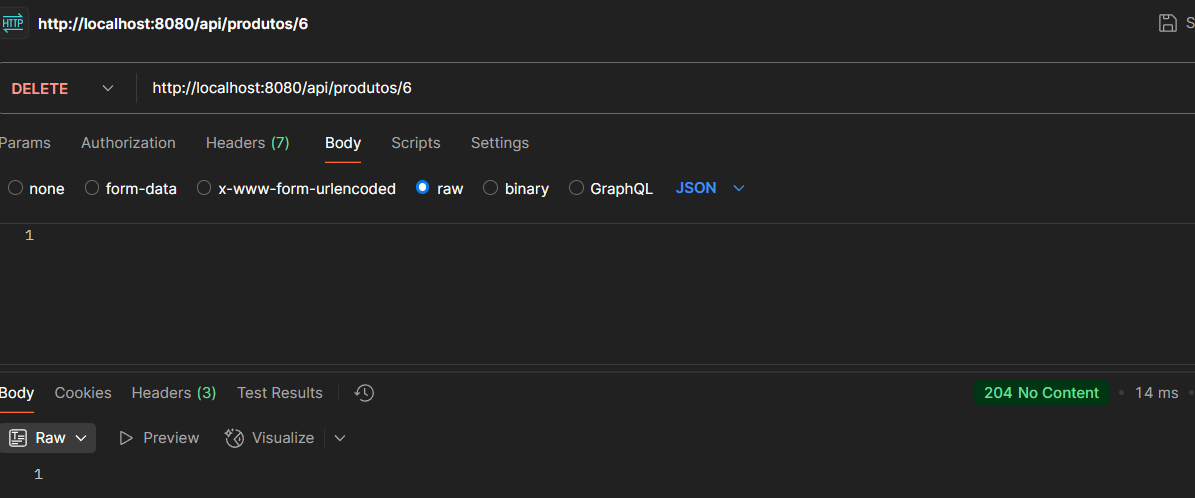 HTTP http://localhost:8080/api/produtos/6 S
DELETE http://localhost:8080/api/produtos/6
Params Authorization Headers (7) Body Scripts Settings
none form-data x-www-form-urlencoded raw binary GraphQL JSON
1
Body Cookies Headers (3) Test Results 204 No Content • 14 ms •
Raw Preview Visualize
1